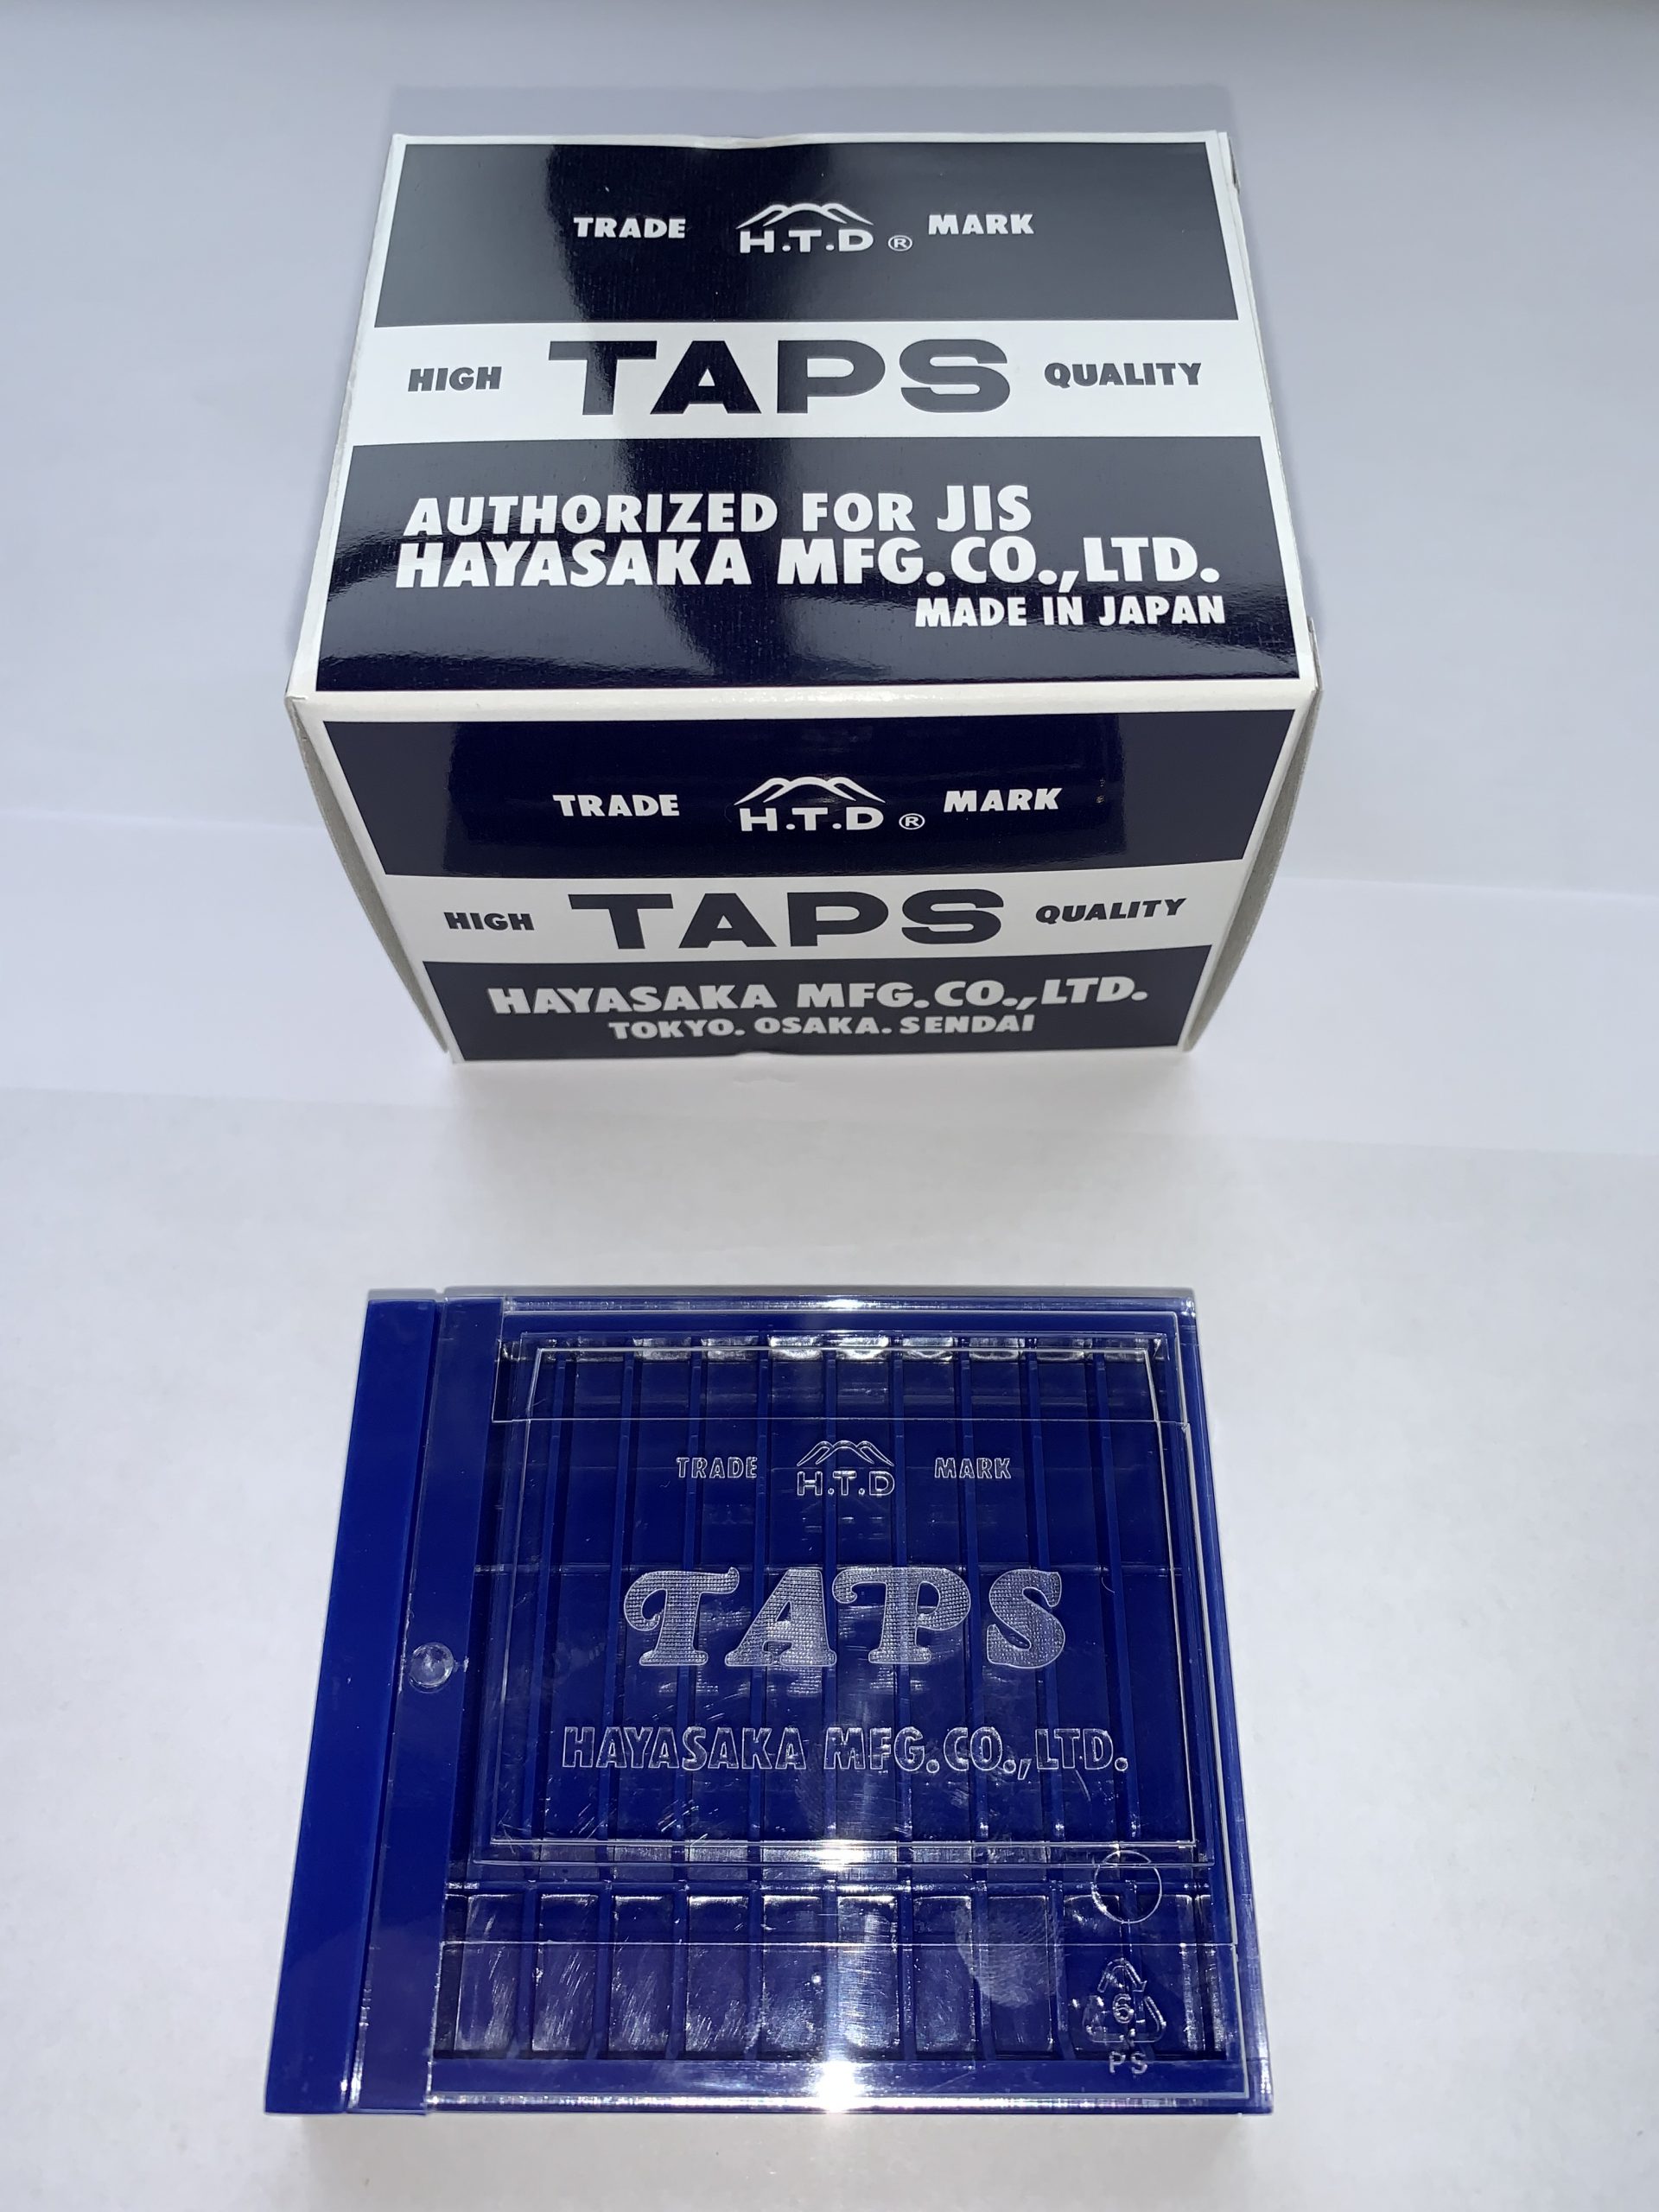 TRADE H.T.D ® MARK
HIGH TAPS QUALITY
AUTHORIZED FOR JIS
HAYASAKA MFG.CO.,LTD.
MADE IN JAPAN
TRADE H.T.D ® MARK
HIGH TAPS QUALITY
HAYASAKA MFG.CO.,LTD.
TOKYO. OSAKA. SENDAI
TRADE H.T.D MARK
TAPS
HAYASAKA MFG.CO.,LTD.
6
PS